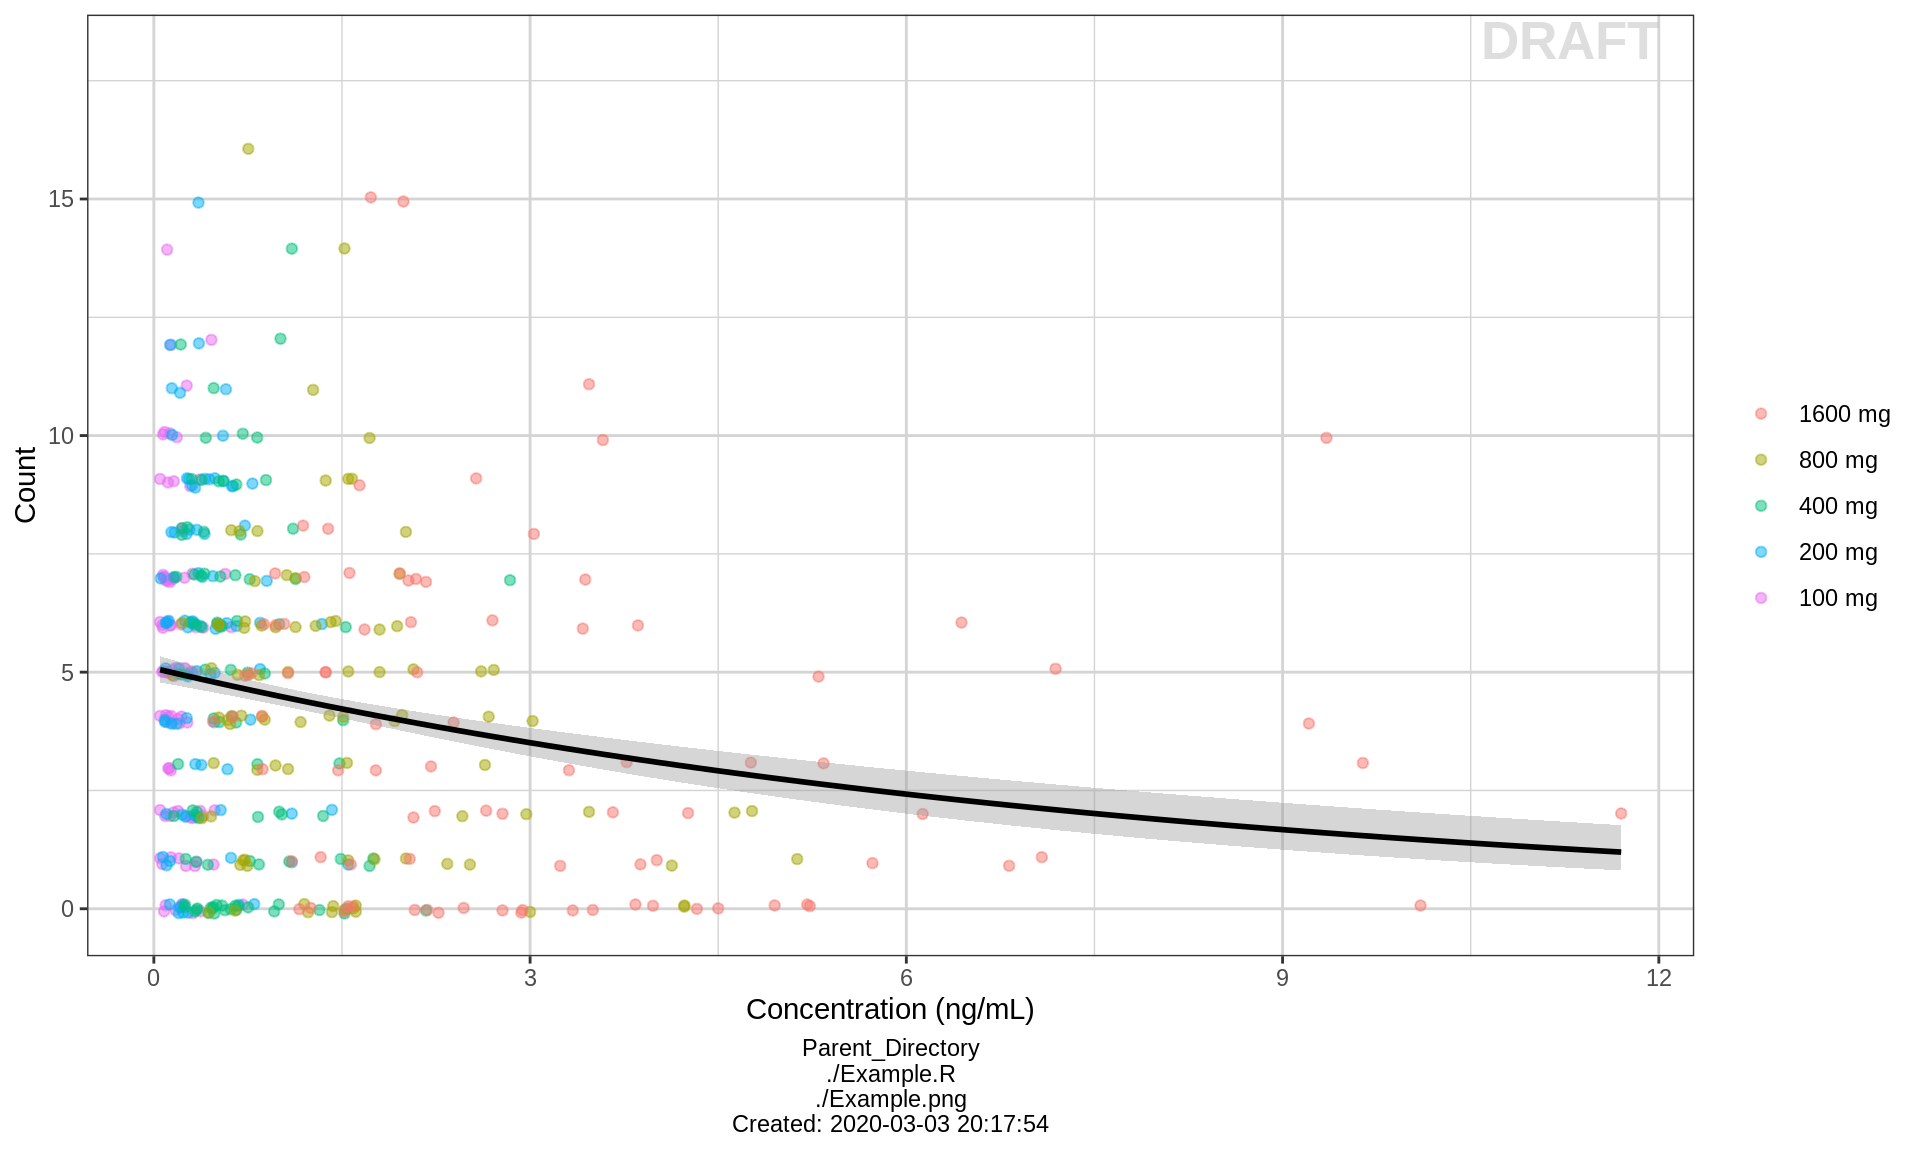 DRAFT
Count
15
10
5
0
0 3 6 9 12
Concentration (ng/mL)
1600 mg
800 mg
400 mg
200 mg
100 mg
Parent_Directory
./Example.R
./Example.png
Created: 2020-03-03 20:17:54